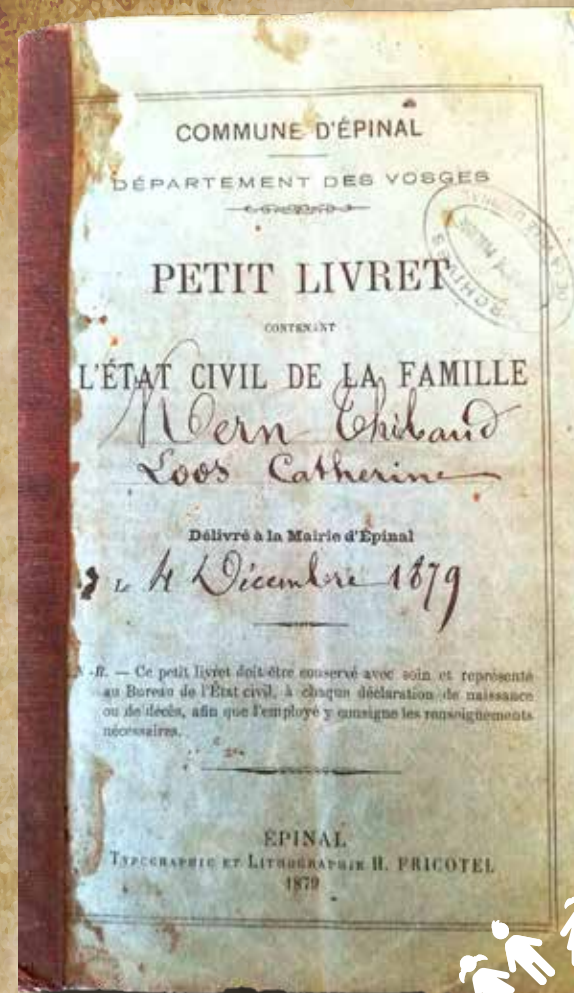 COMMUNE D'ÉPINAL
DÉPARTEMENT DES VOSGES
PETIT LIVRET
CONTENANT
L'ÉTAT CIVIL DE LA FAMILLE
Kern Thibaud
Loos Catherine
Délivré à la Mairie d'Épinal
Le 4 Décembre 1879
-B. — Ce petit livret doit être conservé avec soin et représenté
au Bureau de l'État civil, à chaque déclaration de naissance
ou de décès, afin que l'employé y consigne les renseignements
nécessaires.
ÉPINAL
TYPOGRAPHIE ET LITHOGRAPHIE H. FRICOTEL
1879
ARCHIVES